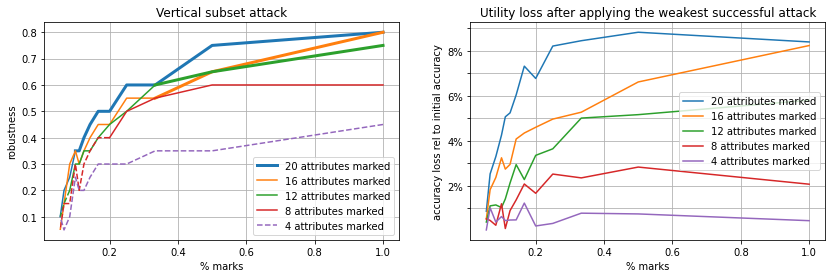 Vertical subset attack
robustness
0.8
0.7
0.6
0.5
0.4
0.3
0.2
0.1
0.2
0.4
0.6
0.8
1.0
% marks
20 attributes marked
16 attributes marked
12 attributes marked
8 attributes marked
4 attributes marked
Utility loss after applying the weakest successful attack
accuracy loss rel to initial accuracy
8%
6%
4%
2%
0.2
0.4
0.6
0.8
1.0
% marks
20 attributes marked
16 attributes marked
12 attributes marked
8 attributes marked
4 attributes marked